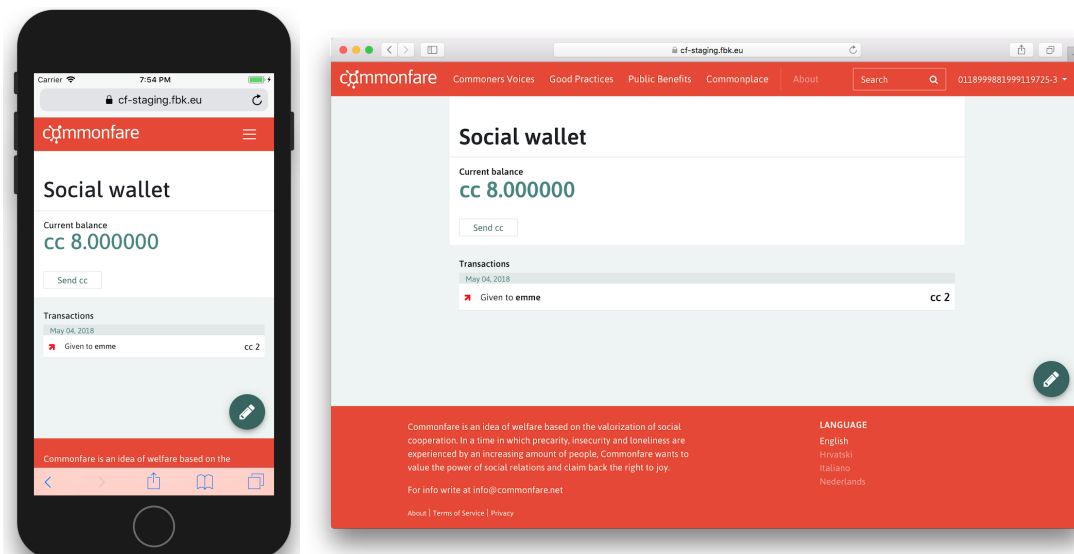 Carrier
7:54 PM
cf-staging.fbk.eu
commonfare
Social wallet
Current balance
cc 8.000000
Send cc
Transactions
May 04, 2018
Given to emme
cc 2
Commonfare is an idea of welfare based on the
cf-staging.fbk.eu
commonfare
Commoners Voices
Good Practices
Public Benefits
Commonplace
About
Search
0118999881999119725-3
Social wallet
Current balance
cc 8.000000
Send cc
Transactions
May 04, 2018
Given to emme
cc 2
Commonfare is an idea of welfare based on the valorization of social
cooperation. In a time in which precarity, insecurity and loneliness are
experienced by an increasing amount of people, Commonfare wants to
value the power of social relations and claim back the right to joy.
For info write at info@commonfare.net
About | Terms of Service | Privacy
LANGUAGE
English
Hrvatski
Italiano
Nederlands